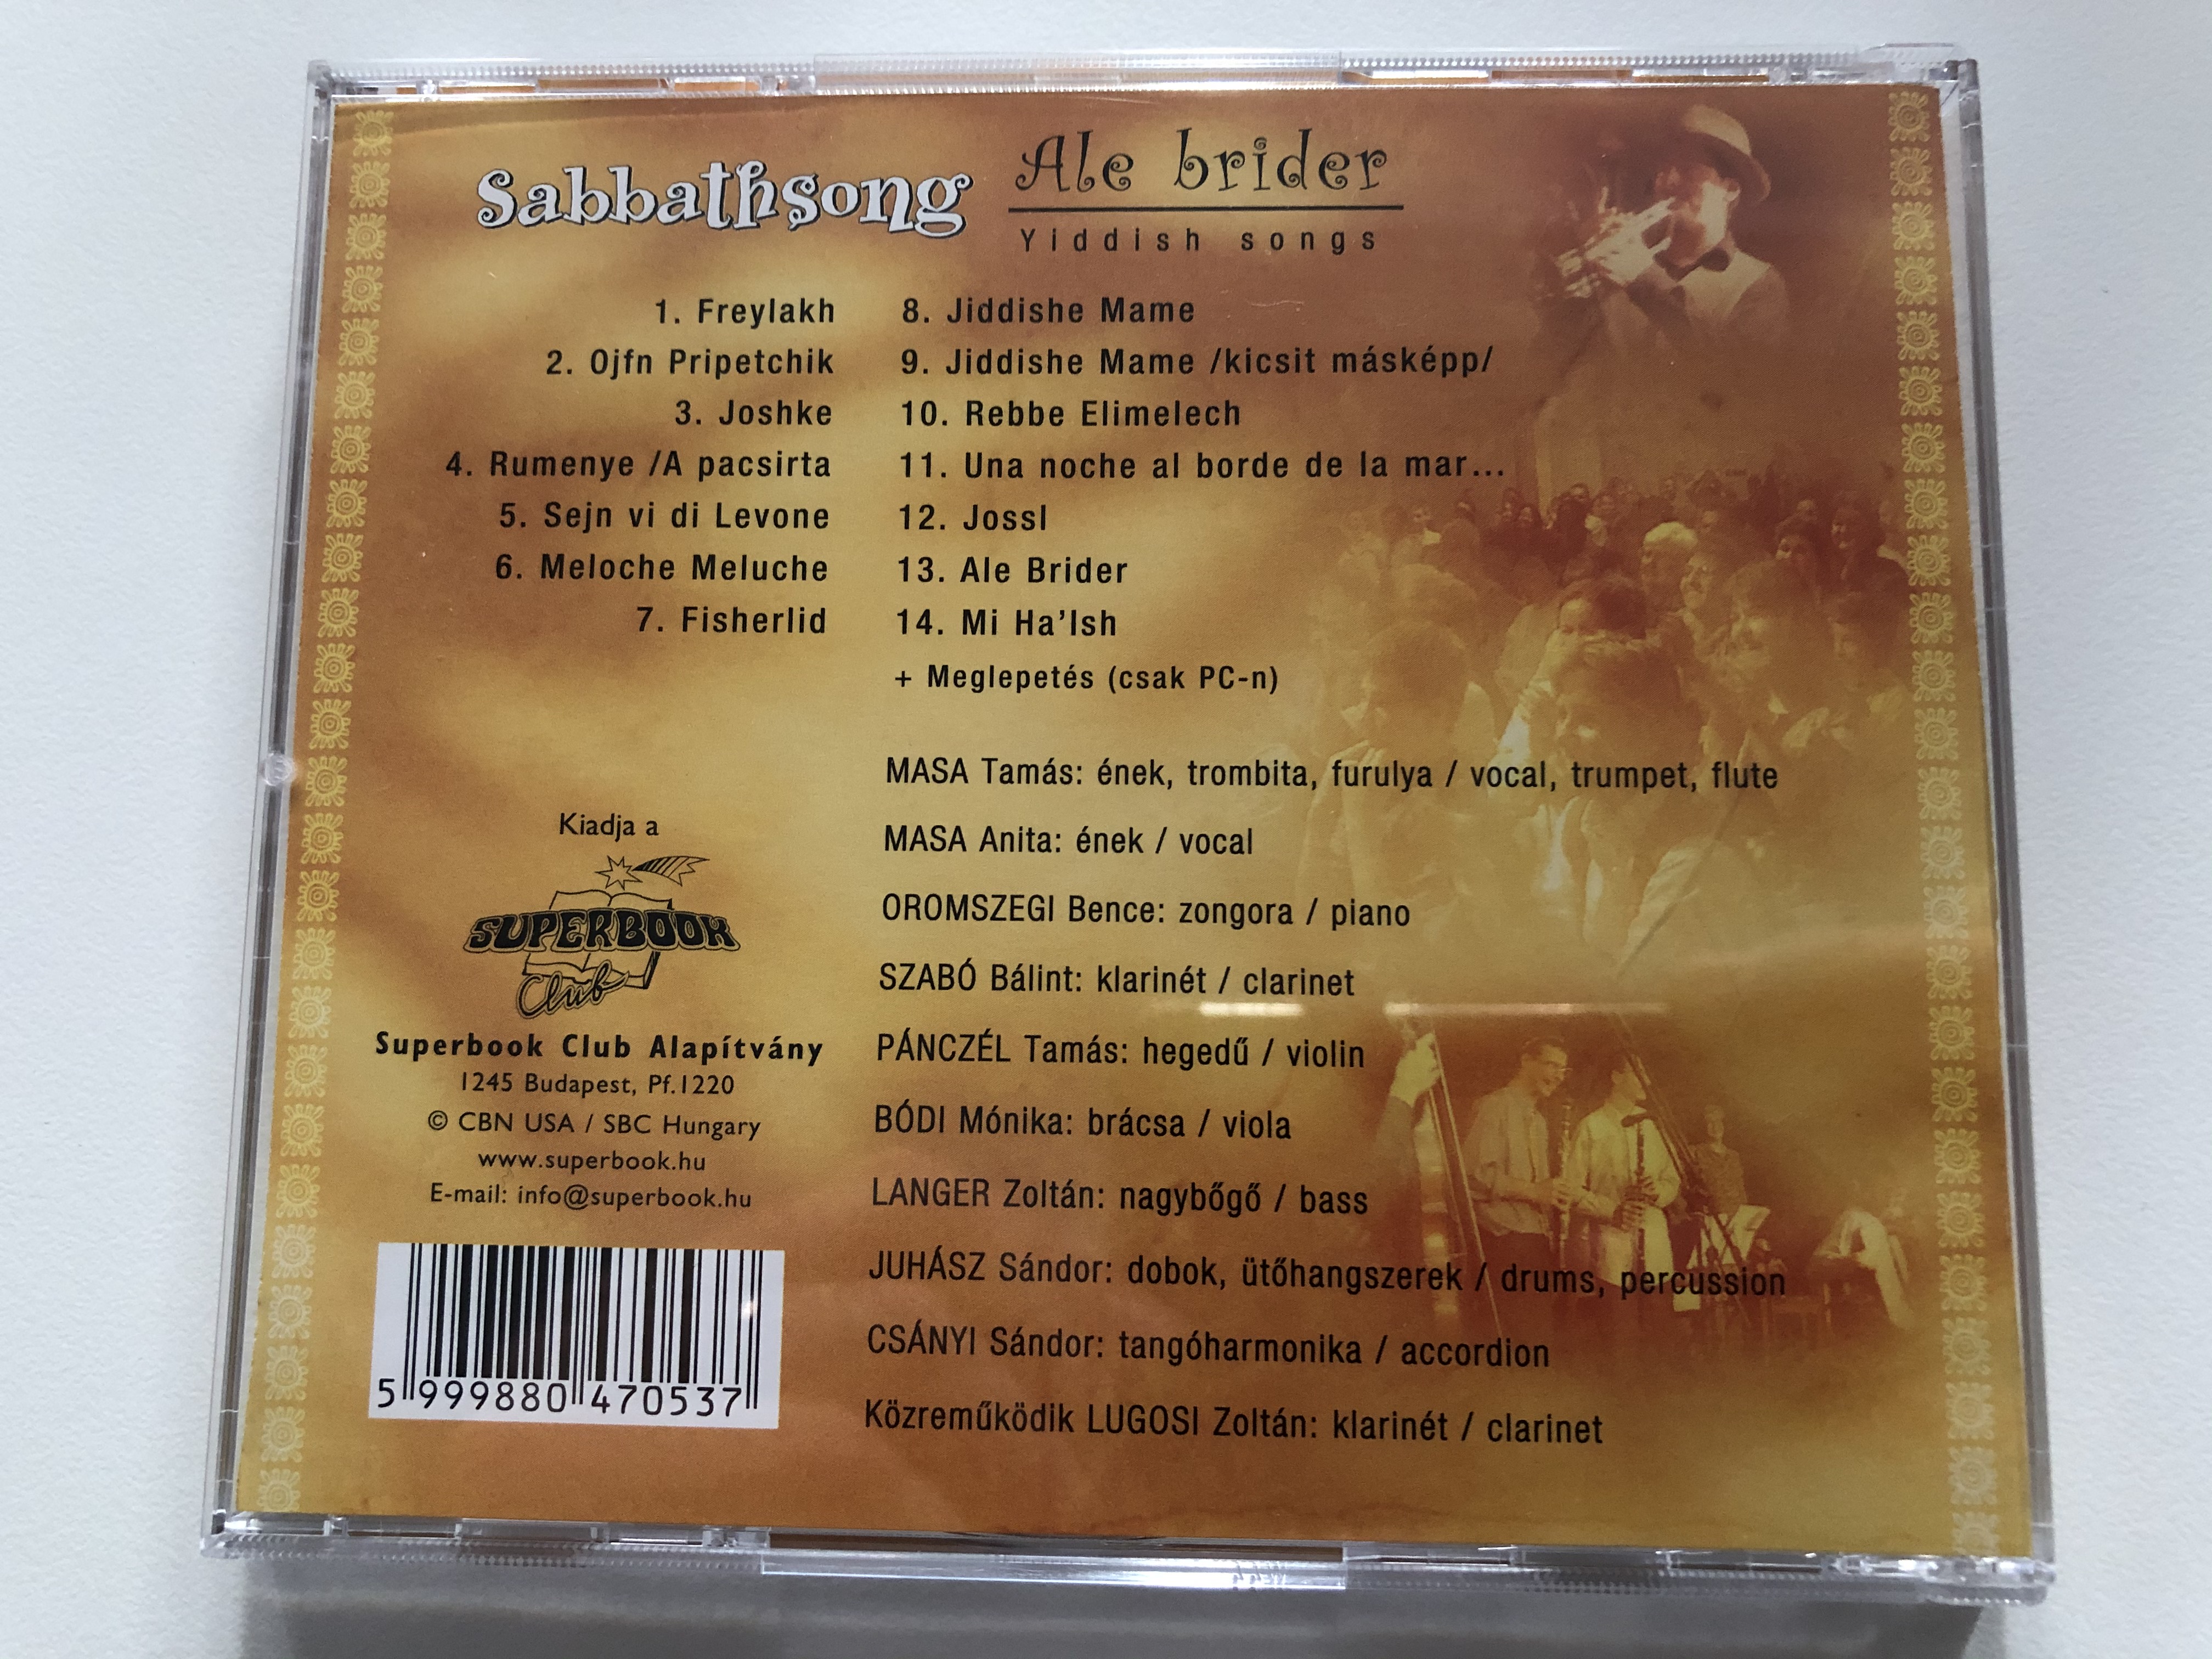 Sabbathsong
Ale brider
Yiddish songs
1. Freylakh
2. Ojfn Pripetchik
3. Joshke
4. Rumenye /A pacsirta
5. Sejn vi di Levone
6. Meloche Meluche
7. Fisherlid
8. Jiddishe Mame
9. Jiddishe Mame /kicsit másképp/
10. Rebbe Elimelech
11. Una noche al borde de la mar...
12. Jossl
13. Ale Brider
14. Mi Ha'Ish
+ Meglepetés (csak PC-n)
MASA Tamás: ének, trombita, furulya / vocal, trumpet, flute
MASA Anita: ének / vocal
OROMSZEGI Bence: zongora / piano
SZABÓ Bálint: klarinét / clarinet
PÁNCZÉL Tamás: hegedű / violin
BÓDI Mónika: brácsa / viola
LANGER Zoltán: nagybőgő / bass
JUHÁSZ Sándor: dobok, ütőhangszerek / drums, percussion
CSÁNYI Sándor: tangóharmonika / accordion
Közreműködik LUGOSI Zoltán: klarinét / clarinet
Kiadja a
SUPERBOOK
Club
Superbook Club Alapítvány
1245 Budapest, Pf.1220
© CBN USA / SBC Hungary
www.superbook.hu
E-mail: info@superbook.hu
5 999880 470537